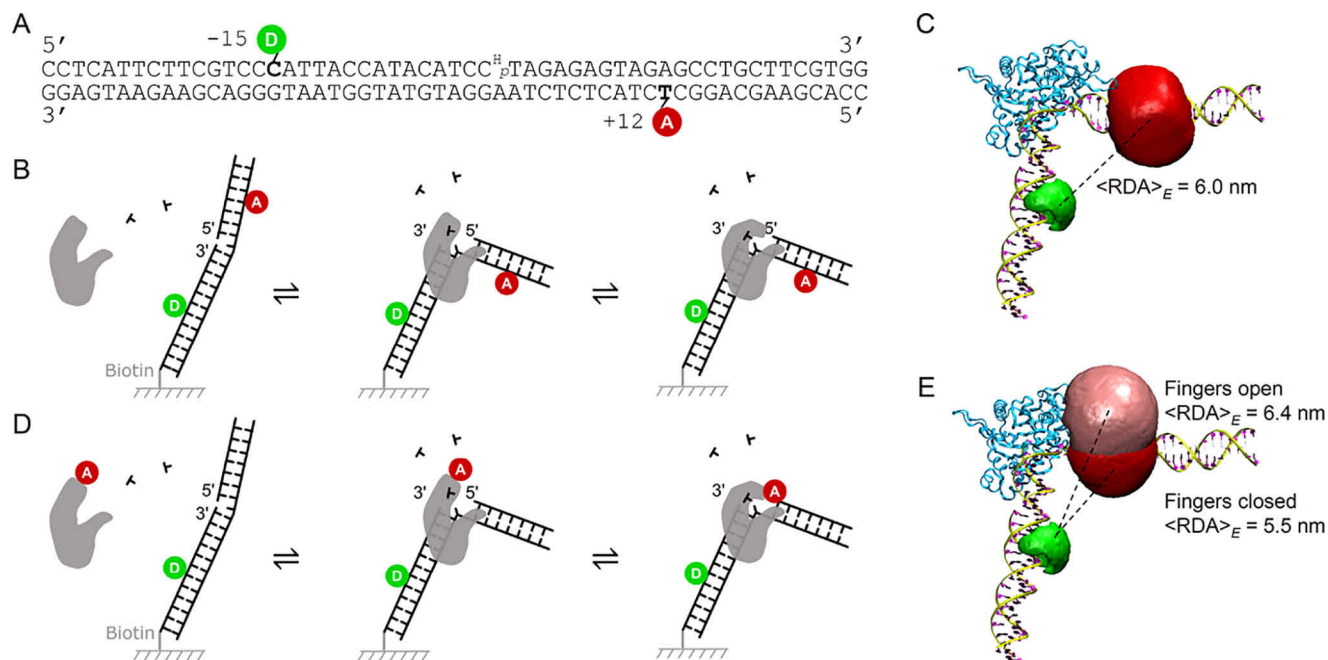 A
-15 D
5' 3'
CCTCATTCTTCGTCCCATTACCATACATCC H p TAGAGAGTAGAGCCTGCTTCGTGG
GGAGTAAGAAGCAGGGTAATGGTATGTAGGAATCTCTCATCTCGGACGAAGCACC
3' 5'
+12 A
B
A
5'
3'
D
Biotin
3' 5'
A
D
3' 5'
A
D
C
<RDA>E = 6.0 nm
D
A
5'
3'
D
Biotin
A
3' 5'
D
3' A
D
E
Fingers open
<RDA>E = 6.4 nm
Fingers closed
<RDA>E = 5.5 nm